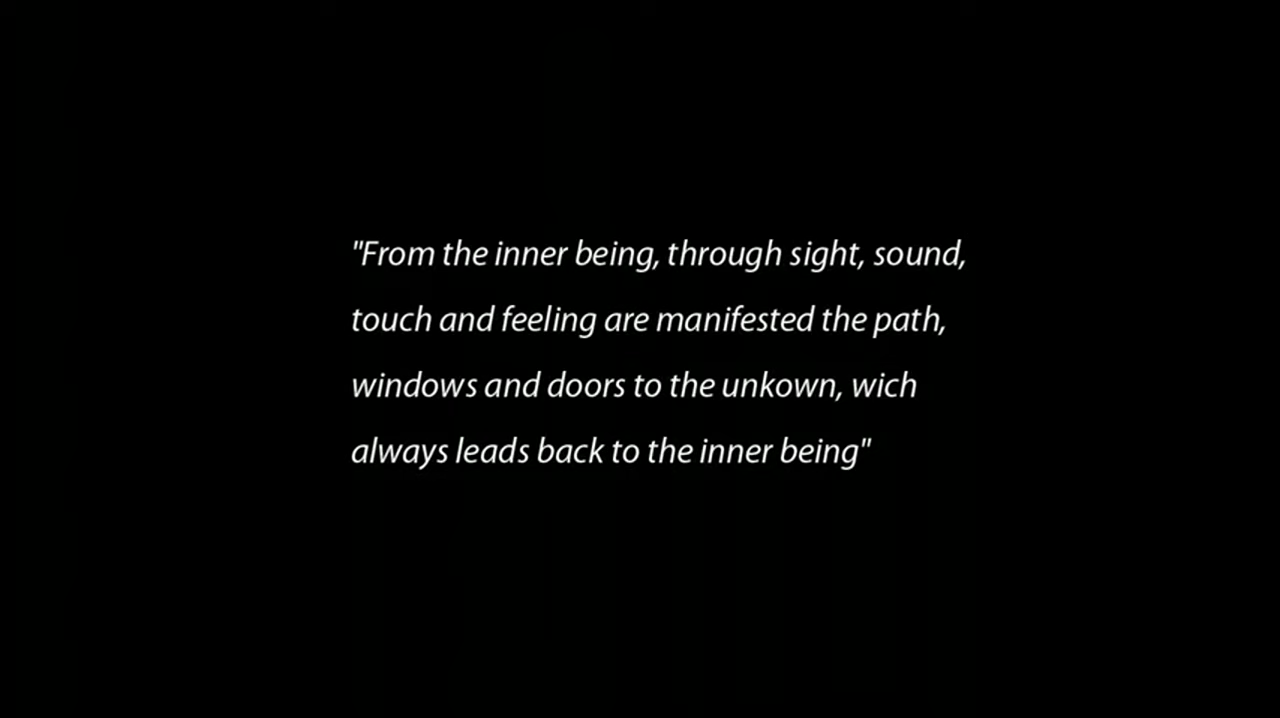 "From the inner being, through sight, sound,
touch and feeling are manifested the path,
windows and doors to the unkown, wich
always leads back to the inner being"